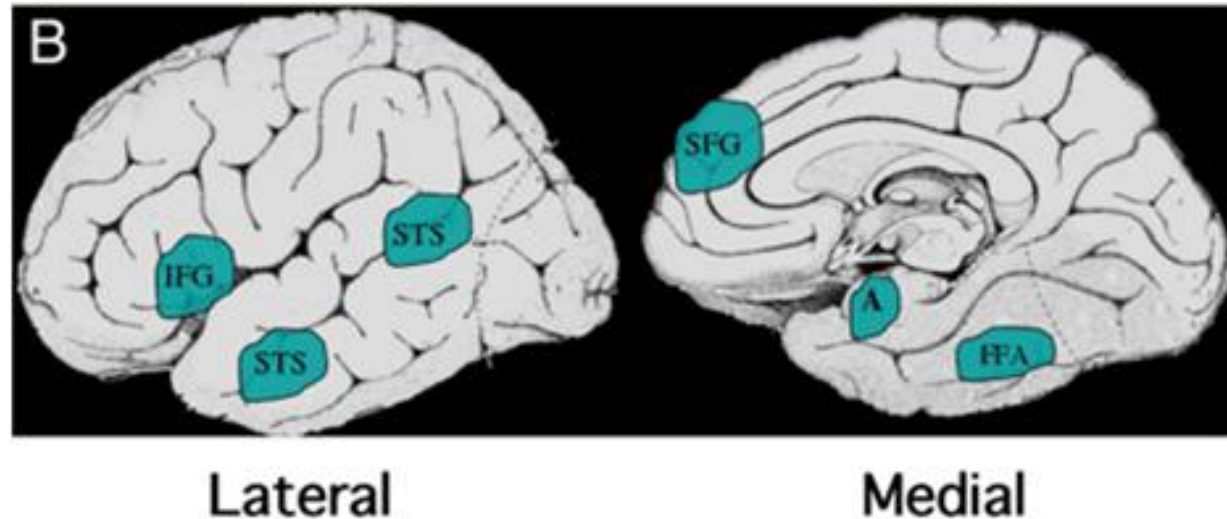 B
SFG
STS
IFG
A
STS
FFA
Lateral
Medial